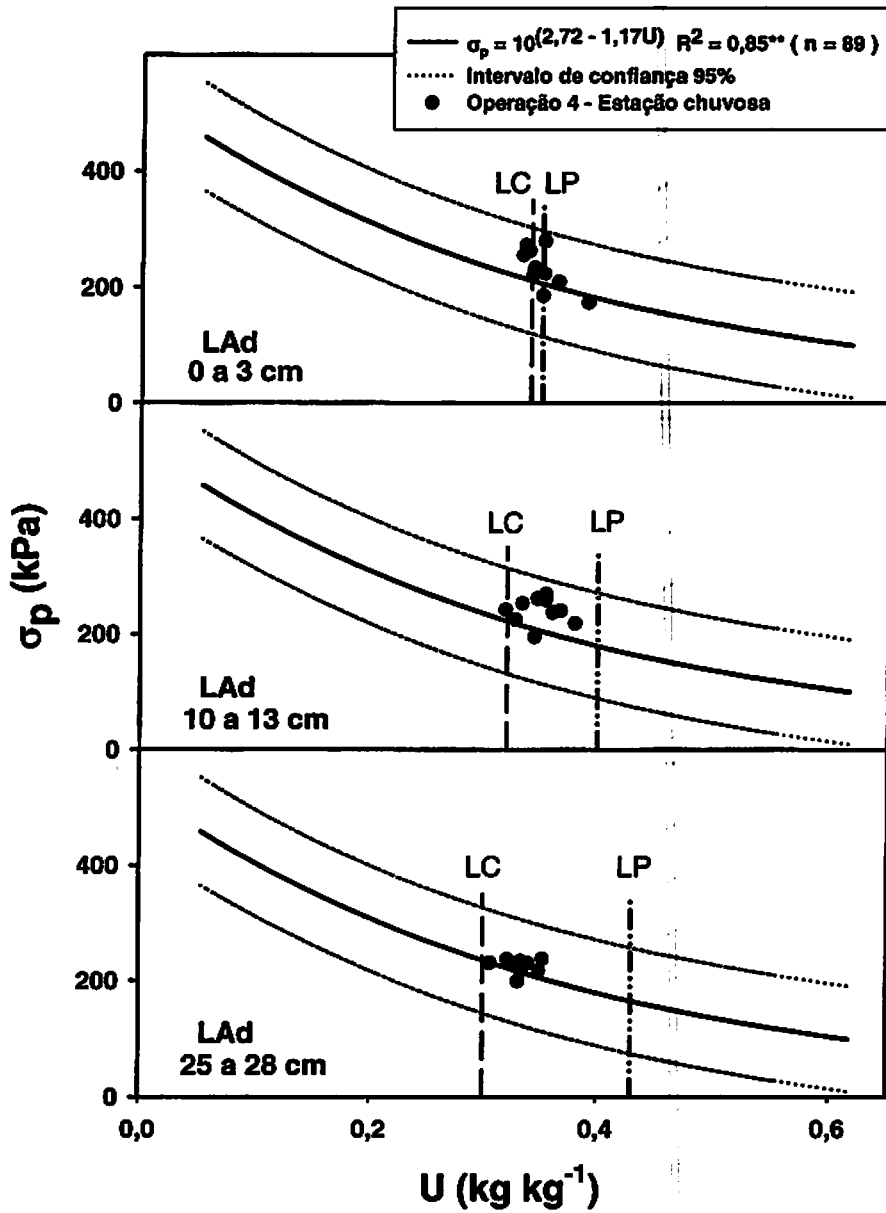 σp = 10^(2,72 - 1,17U) R² = 0,85** ( n = 89 )
Intervalo de confiança 95%
Operação 4 - Estação chuvosa
400
200
0
LC LP
LAd
0 a 3 cm
400
200
0
LC LP
LAd
10 a 13 cm
400
200
0
LC LP
LAd
25 a 28 cm
σp (kPa)
0,0 0,2 0,4 0,6
U (kg kg⁻¹)